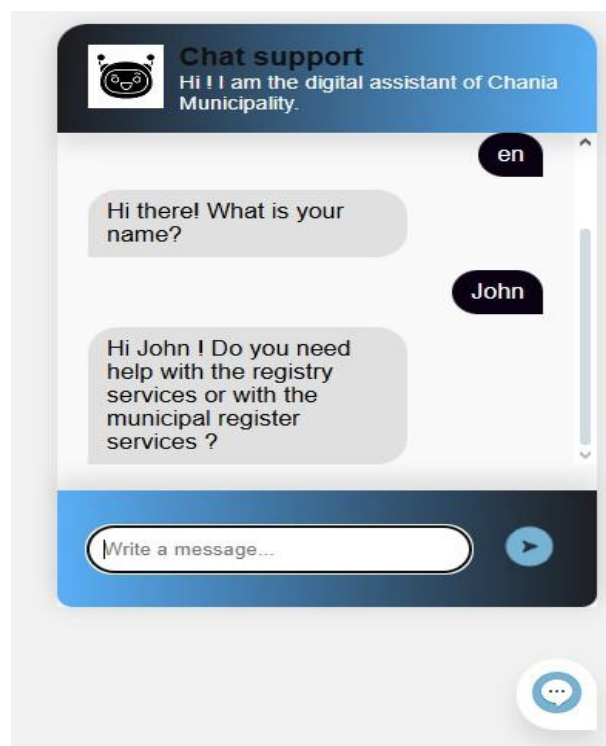 Chat support
Hi ! I am the digital assistant of Chania
Municipality.
en
Hi there! What is your
name?
John
Hi John ! Do you need
help with the registry
services or with the
municipal register
services ?
Write a message...